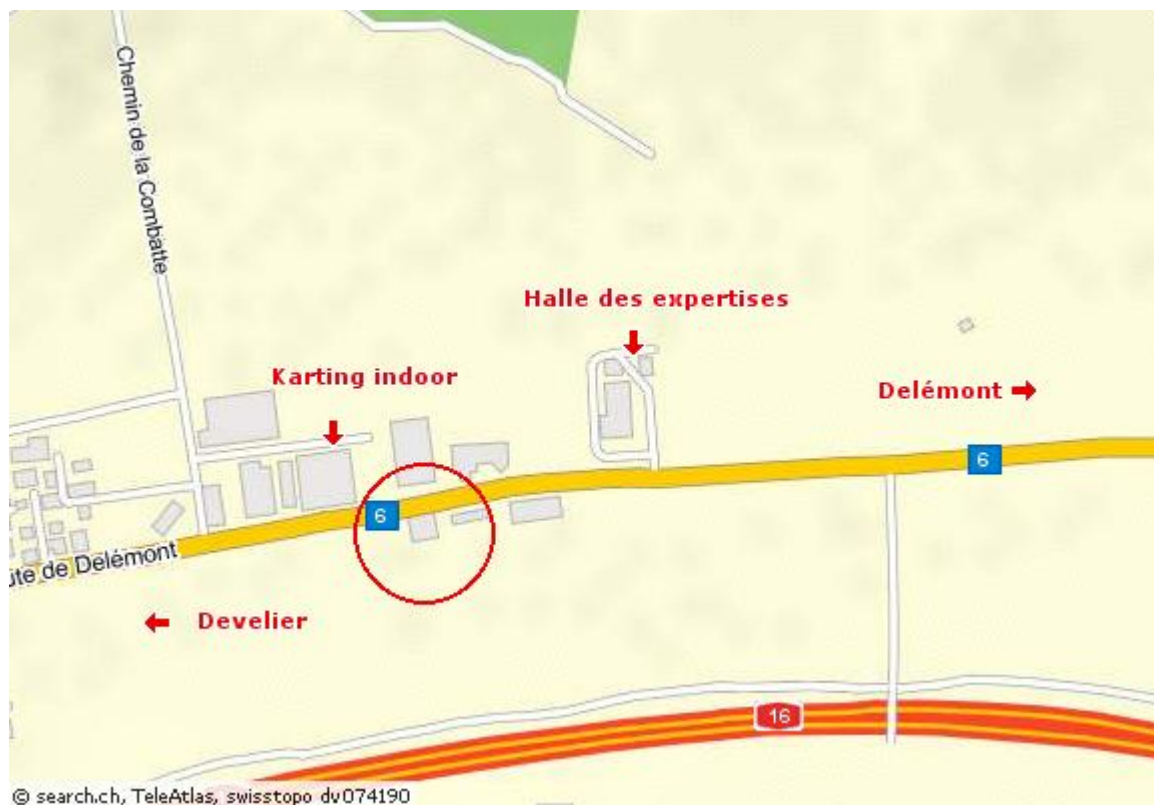 Chemin de la Combatte
Halle des expertises
Karting indoor
Delémont
6
6
ute de Delémont
Develier
16
© search.ch, TeleAtlas, swisstopo dv074190